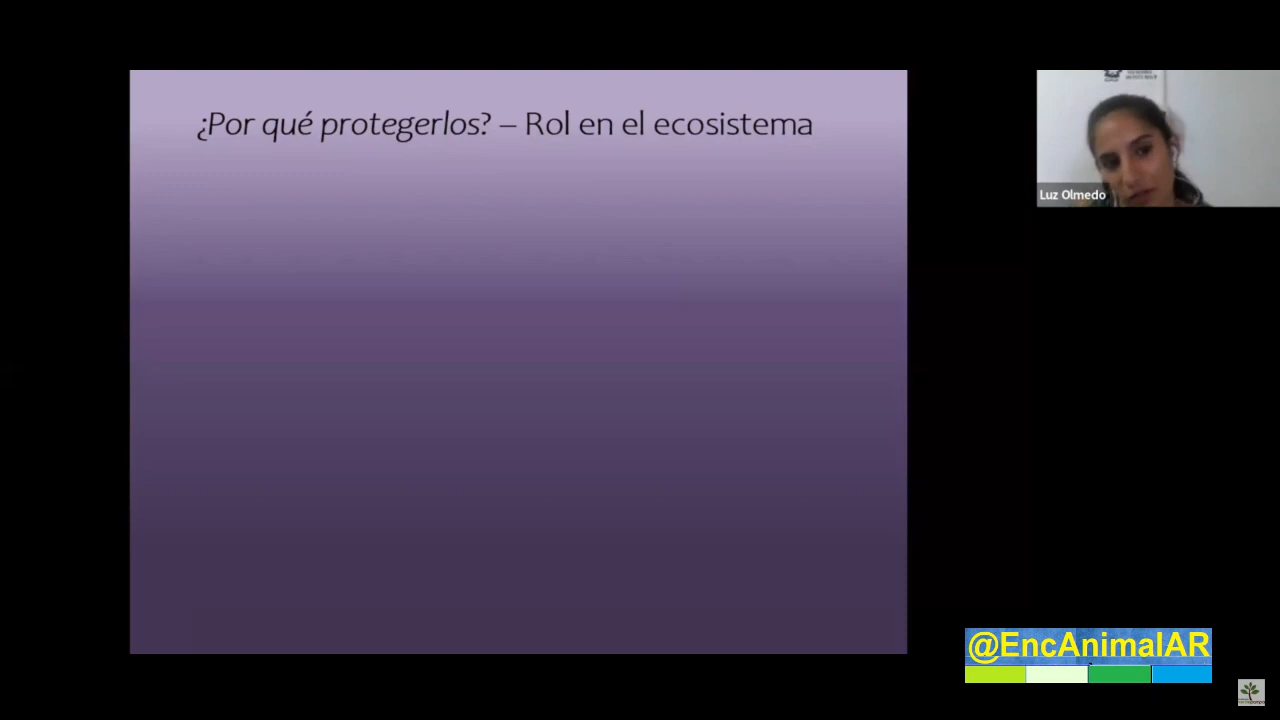 ¿Por qué protegerlos? – Rol en el ecosistema
Luz Olmedo
@EncAnimalAR